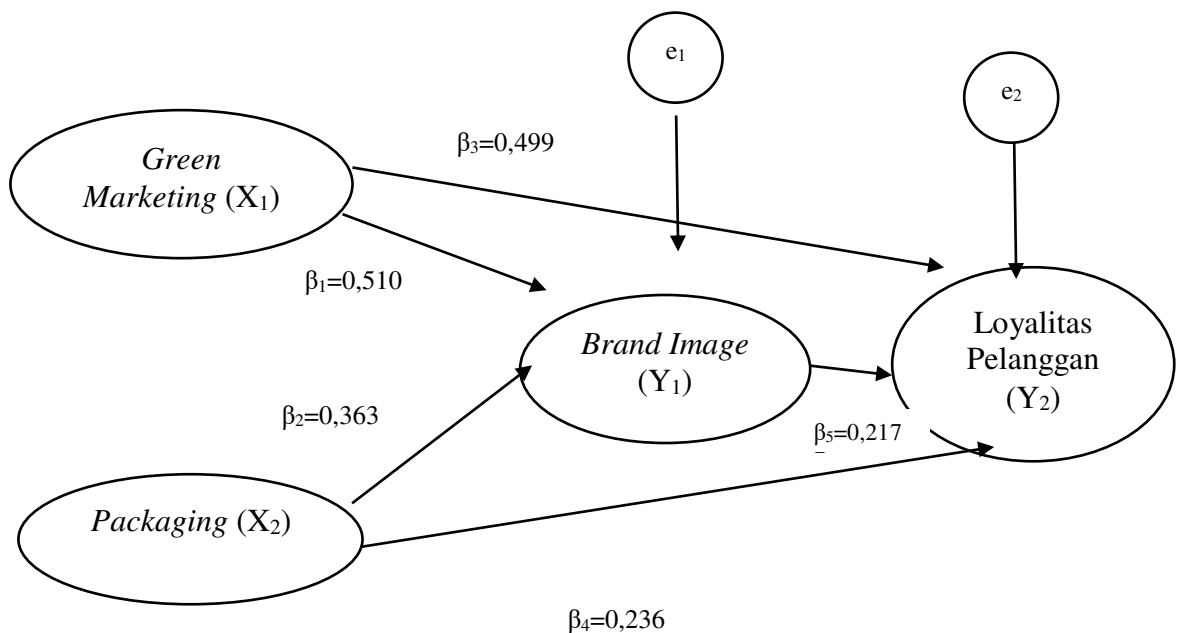 e₁
e₂
β₃=0,499
Green
Marketing (X₁)
β₁=0,510
Brand Image
(Y₁)
Loyalitas
Pelanggan
(Y₂)
β₂=0,363
β₅=0,217
Packaging (X₂)
β₄=0,236